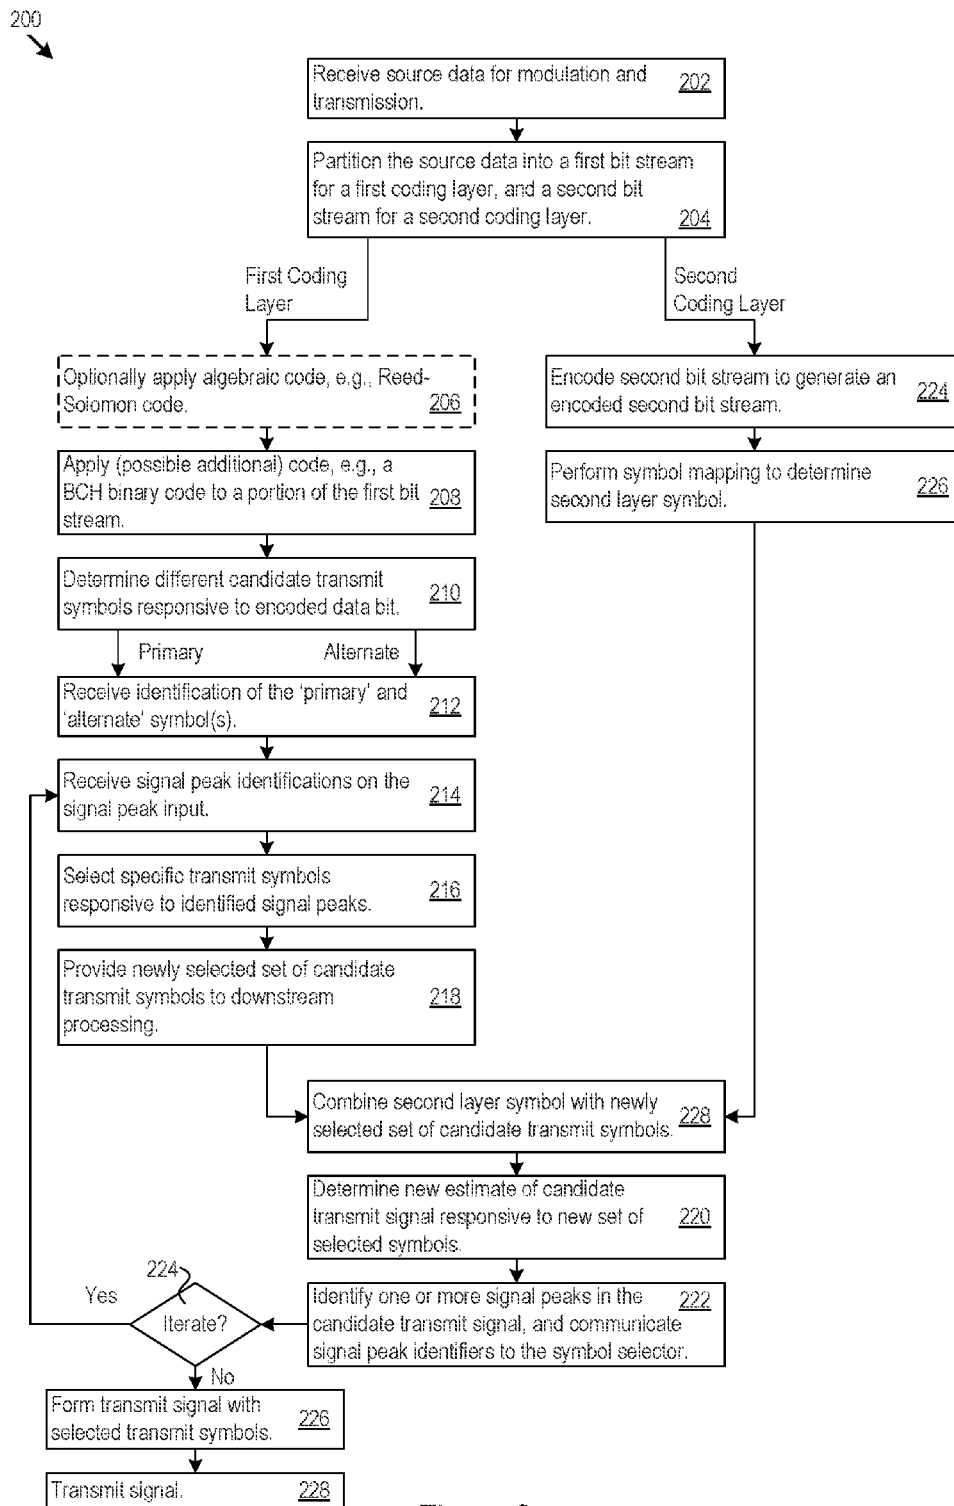 200
Receive source data for modulation and
transmission.
202
Partition the source data into a first bit stream
for a first coding layer, and a second bit
stream for a second coding layer.
204
First Coding
Layer
Second
Coding Layer
Optionally apply algebraic code, e.g., Reed-
Solomon code.
206
Encode second bit stream to generate an
encoded second bit stream.
224
Apply (possible additional) code, e.g., a
BCH binary code to a portion of the first bit
stream.
208
Perform symbol mapping to determine
second layer symbol.
226
Determine different candidate transmit
symbols responsive to encoded data bit.
210
Primary
Alternate
Receive identification of the ‘primary’ and
‘alternate’ symbol(s).
212
Receive signal peak identifications on the
signal peak input.
214
Select specific transmit symbols
responsive to identified signal peaks.
216
Provide newly selected set of candidate
transmit symbols to downstream
processing.
218
Combine second layer symbol with newly
selected set of candidate transmit symbols.
228
Determine new estimate of candidate
transmit signal responsive to new set of
selected symbols.
220
Identify one or more signal peaks in the
candidate transmit signal, and communicate
signal peak identifiers to the symbol selector.
222
224
Yes
Iterate?
No
Form transmit signal with
selected transmit symbols.
226
Transmit signal.
228